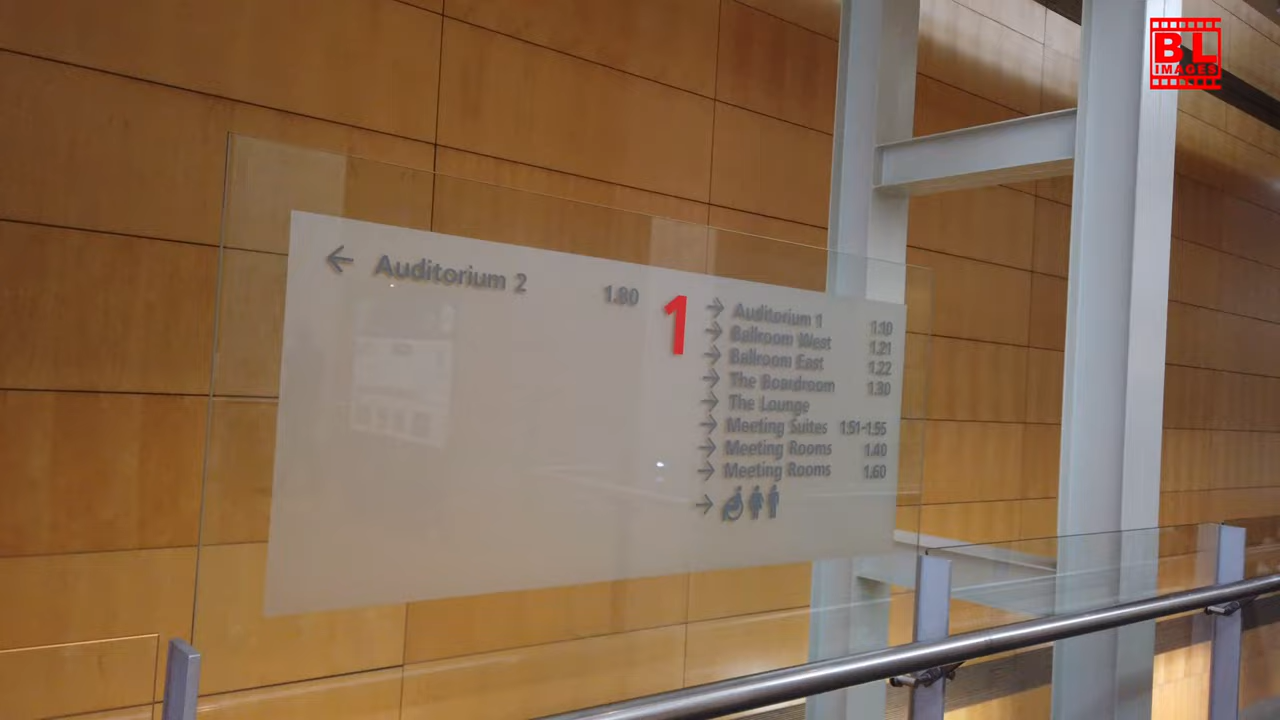 ← Auditorium 2 1.80
1
→ Auditorium 1 1.10
→ Ballroom West 1.21
→ Ballroom East 1.22
→ The Boardroom 1.30
→ The Lounge
→ Meeting Suites 1.51-1.55
→ Meeting Rooms 1.40
→ Meeting Rooms 1.60
→
BL
IMAGES